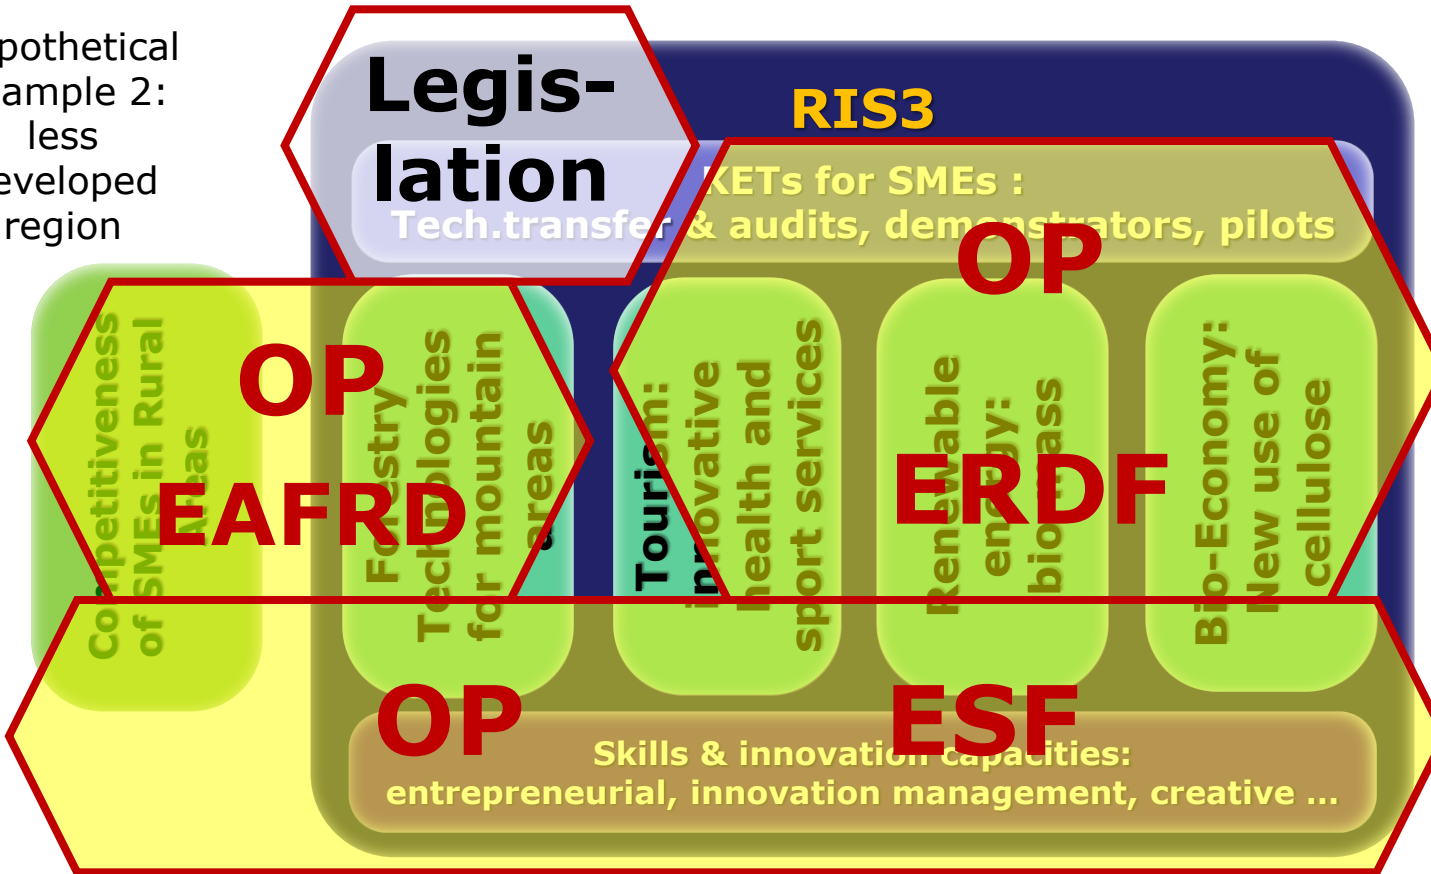 pothetical
ample 2:
less
eveloped
region
Legis-
lation
RIS3
KETs for SMEs :
Tech.transfer & audits, demonstrators, pilots
OP
EAFRD
OP
ERDF
Competitiveness
of SMEs in Rural
Areas
Forestry
Technologies
for mountain
areas
Tourism:
innovative
health and
sport services
Renewable
energy:
biomass
Bio-Economy:
New use of
cellulose
OP ESF
Skills & innovation capacities:
entrepreneurial, innovation management, creative ...